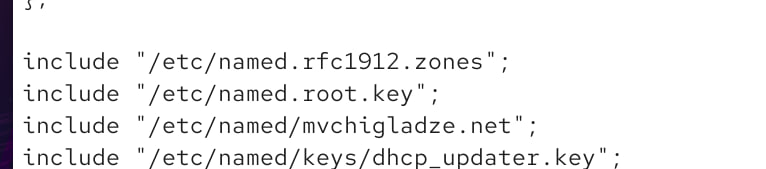 };
include "/etc/named.rfc1912.zones";
include "/etc/named.root.key";
include "/etc/named/mvchigladze.net";
include "/etc/named/keys/dhcp_updater.key";